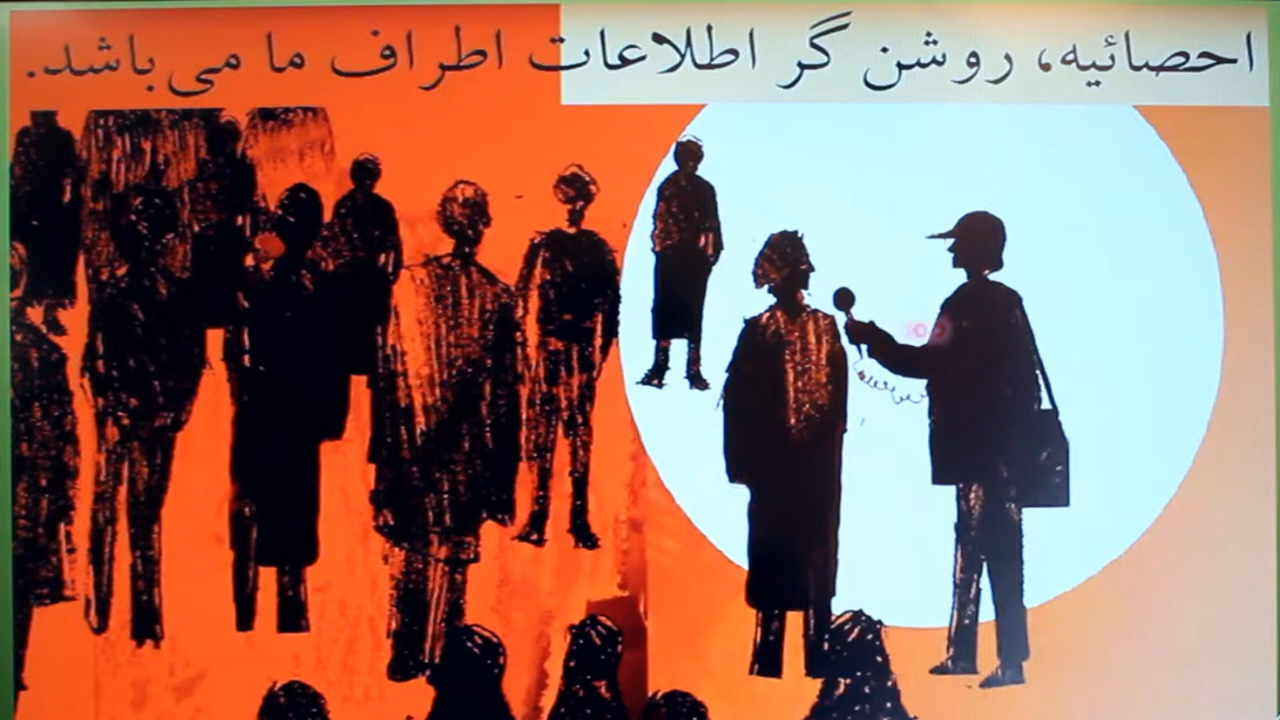 احصائیه، روشن گر اطلاعات اطراف ما می باشد.